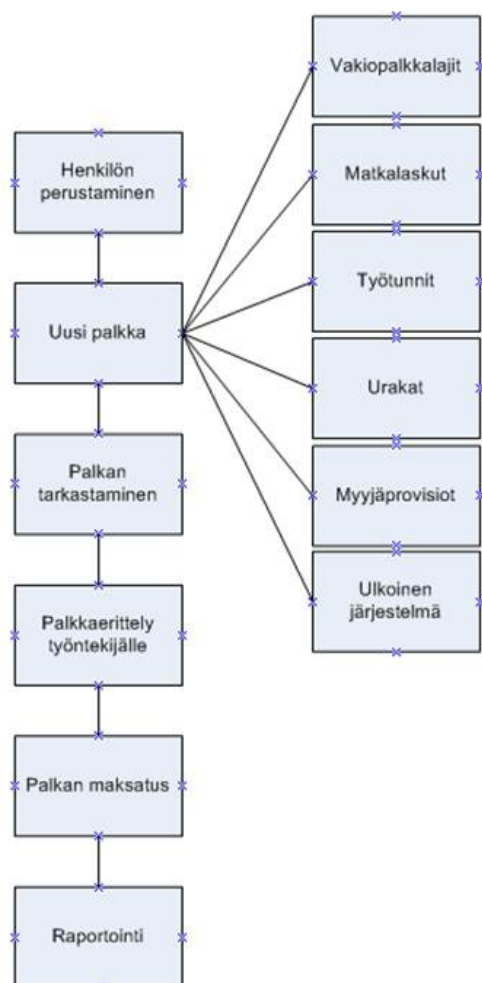 Henkilön
perustaminen
Uusi palkka
Palkan
tarkastaminen
Palkkaerittely
työntekijälle
Palkan maksatus
Raportointi
Vakiopalkkalajit
Matkalaskut
Työtunnit
Urakat
Myyjäprovisiot
Ulkoinen
järjestelmä